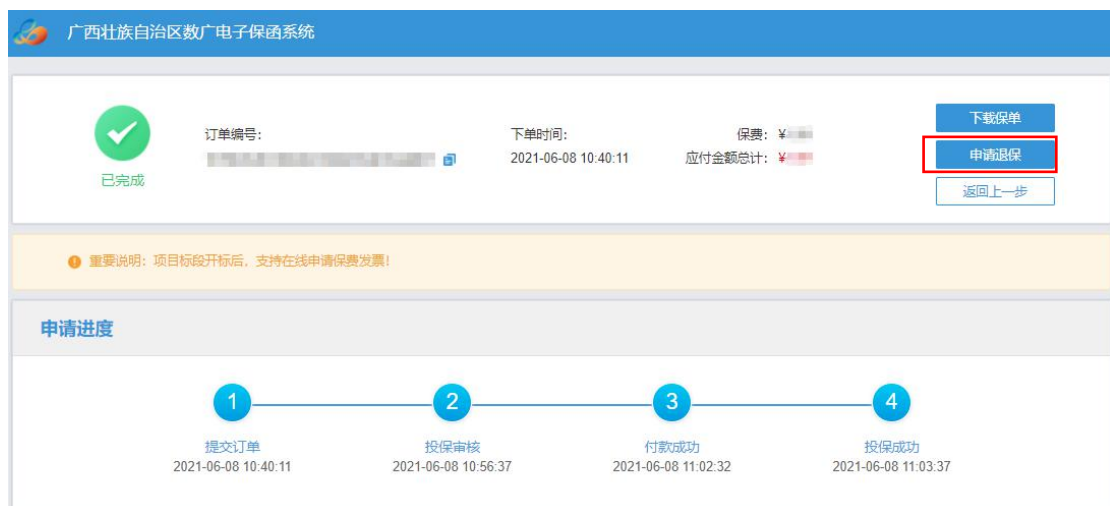 广西壮族自治区数广电子保函系统
下载保单
订单编号： 下单时间： 保费：¥
2021-06-08 10:40:11 应付金额总计：¥
申请退保
已完成
返回上一步
重要说明：项目标段开标后，支持在线申请保费发票！
申请进度
1 2 3 4
提交订单 投保审核 付款成功 投保成功
2021-06-08 10:40:11 2021-06-08 10:56:37 2021-06-08 11:02:32 2021-06-08 11:03:37